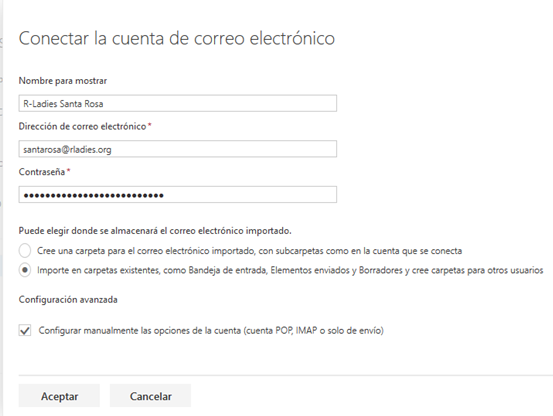 Conectar la cuenta de correo electrónico
Nombre para mostrar
R-Ladies Santa Rosa
Dirección de correo electrónico*
santarosa@rladies.org
Contraseña*
Puede elegir donde se almacenará el correo electrónico importado.
Cree una carpeta para el correo electrónico importado, con subcarpetas como en la cuenta que se conecta
Importe en carpetas existentes, como Bandeja de entrada, Elementos enviados y Borradores y cree carpetas para otros usuarios
Configuración avanzada
Configurar manualmente las opciones de la cuenta (cuenta POP, IMAP o solo de envío)
Aceptar Cancelar